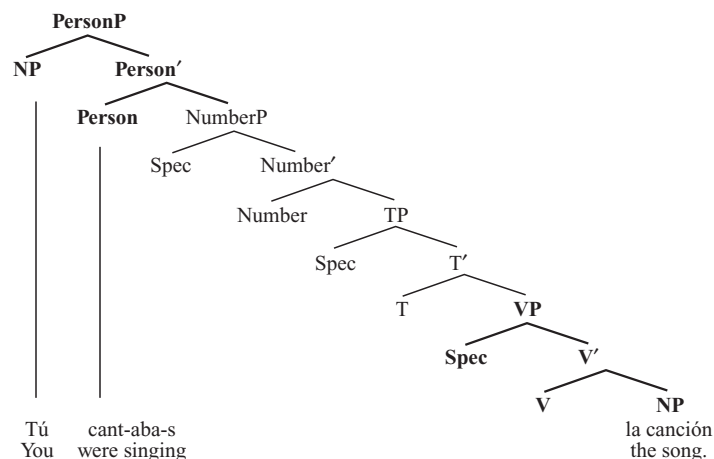 PersonP
NP Person′
Person NumberP
Spec Number′
Number TP
Spec T′
T VP
Spec V′
V NP
Tú cant-aba-s la canción
You were singing the song.